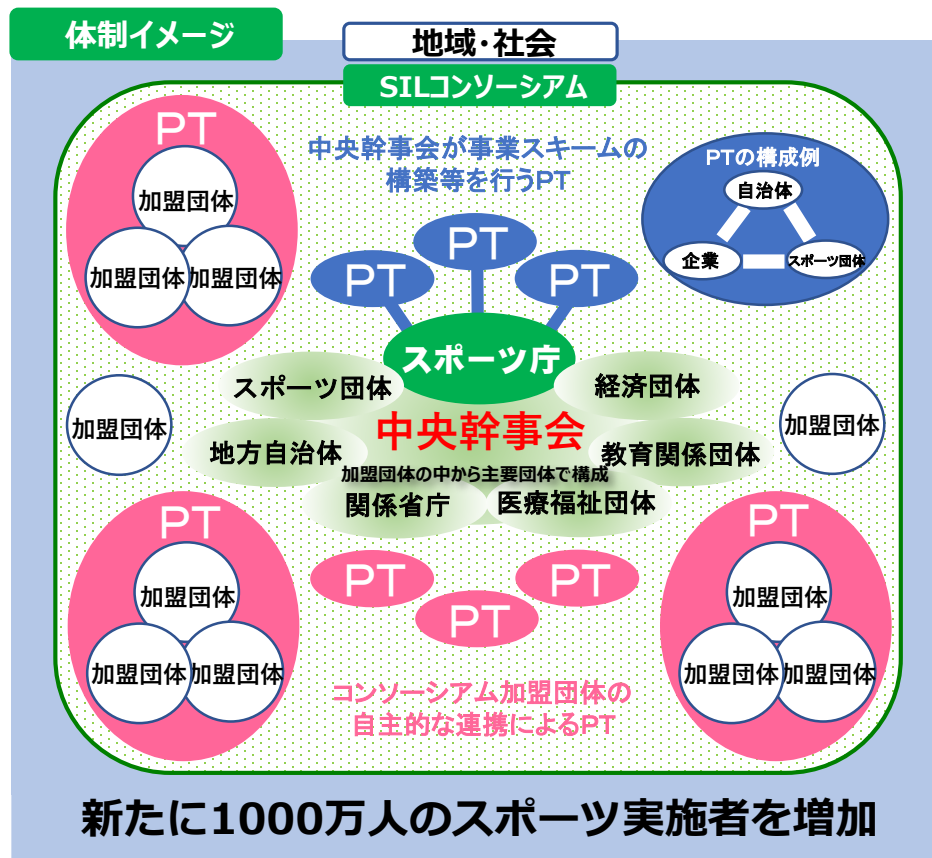 体制イメージ
地域・社会
SILコンソーシアム
PT
加盟団体
加盟団体
加盟団体
中央幹事会が事業スキームの
構築等を行うPT
PTの構成例
自治体
企業
スポーツ団体
PT
PT
PT
スポーツ庁
スポーツ団体
経済団体
中央幹事会
地方自治体
教育関係団体
加盟団体の中から主要団体で構成
関係省庁
医療福祉団体
加盟団体
加盟団体
PT
加盟団体
加盟団体
加盟団体
PT
PT
PT
コンソーシアム加盟団体の
自主的な連携によるPT
PT
加盟団体
加盟団体
加盟団体
新たに1000万人のスポーツ実施者を増加